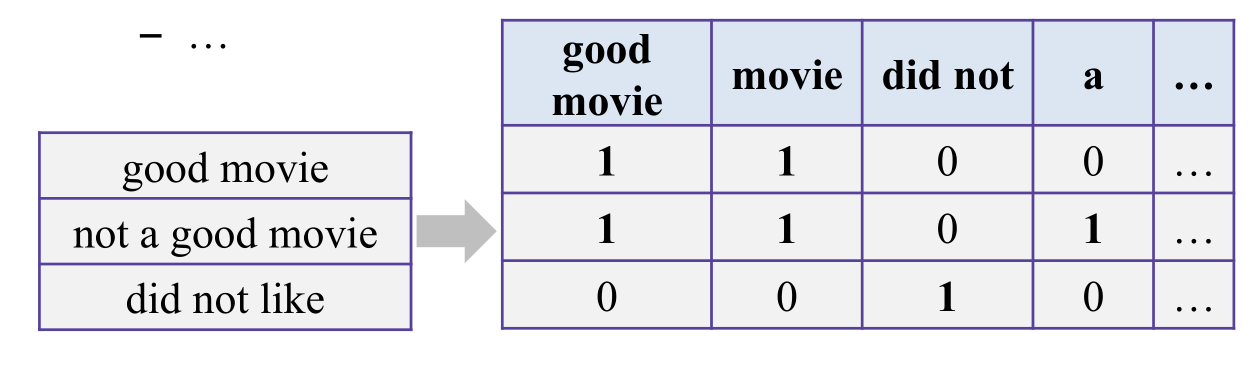 – …
good movie
not a good movie
did not like
good movie movie did not a …
1 1 0 0 …
1 1 0 1 …
0 0 1 0 …